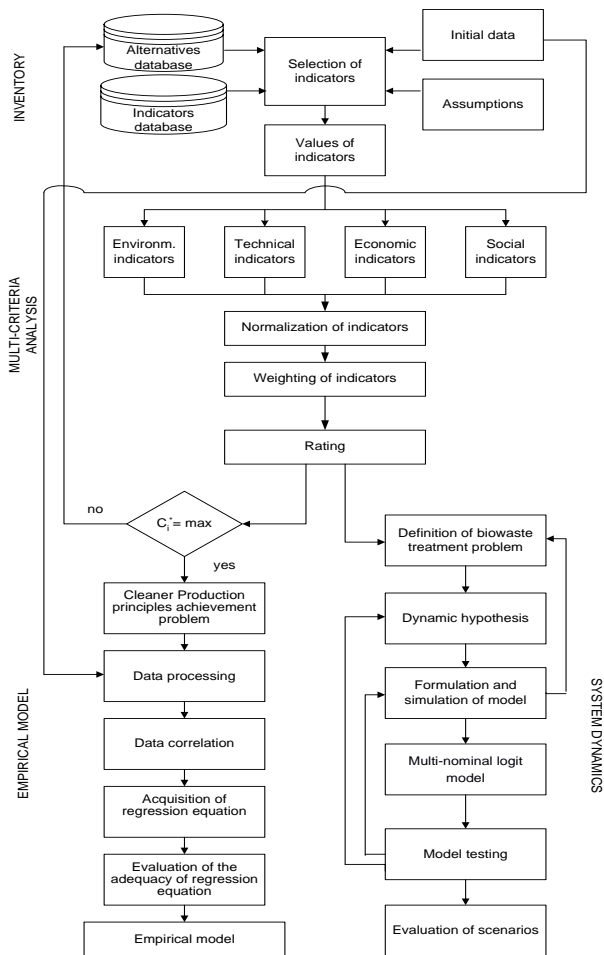 Alternatives
database
Initial data
Selection of
indicators
INVENTORY
Indicators
database
Assumptions
Values of
indicators
Environm.
indicators
Technical
indicators
Economic
indicators
Social
indicators
MULTI-CRITERIA
ANALYSIS
Normalization of indicators
Weighting of indicators
Rating
no
C_i^*= max
yes
Definition of biowaste
treatment problem
Cleaner Production
principles achievement
problem
Dynamic hypothesis
Data processing
Formulation and
simulation of model
EMPIRICAL MODEL
SYSTEM DYNAMICS
Data correlation
Multi-nominal logit
model
Acquisition of
regression equation
Model testing
Evaluation of the
adequacy of regression
equation
Empirical model
Evaluation of scenarios